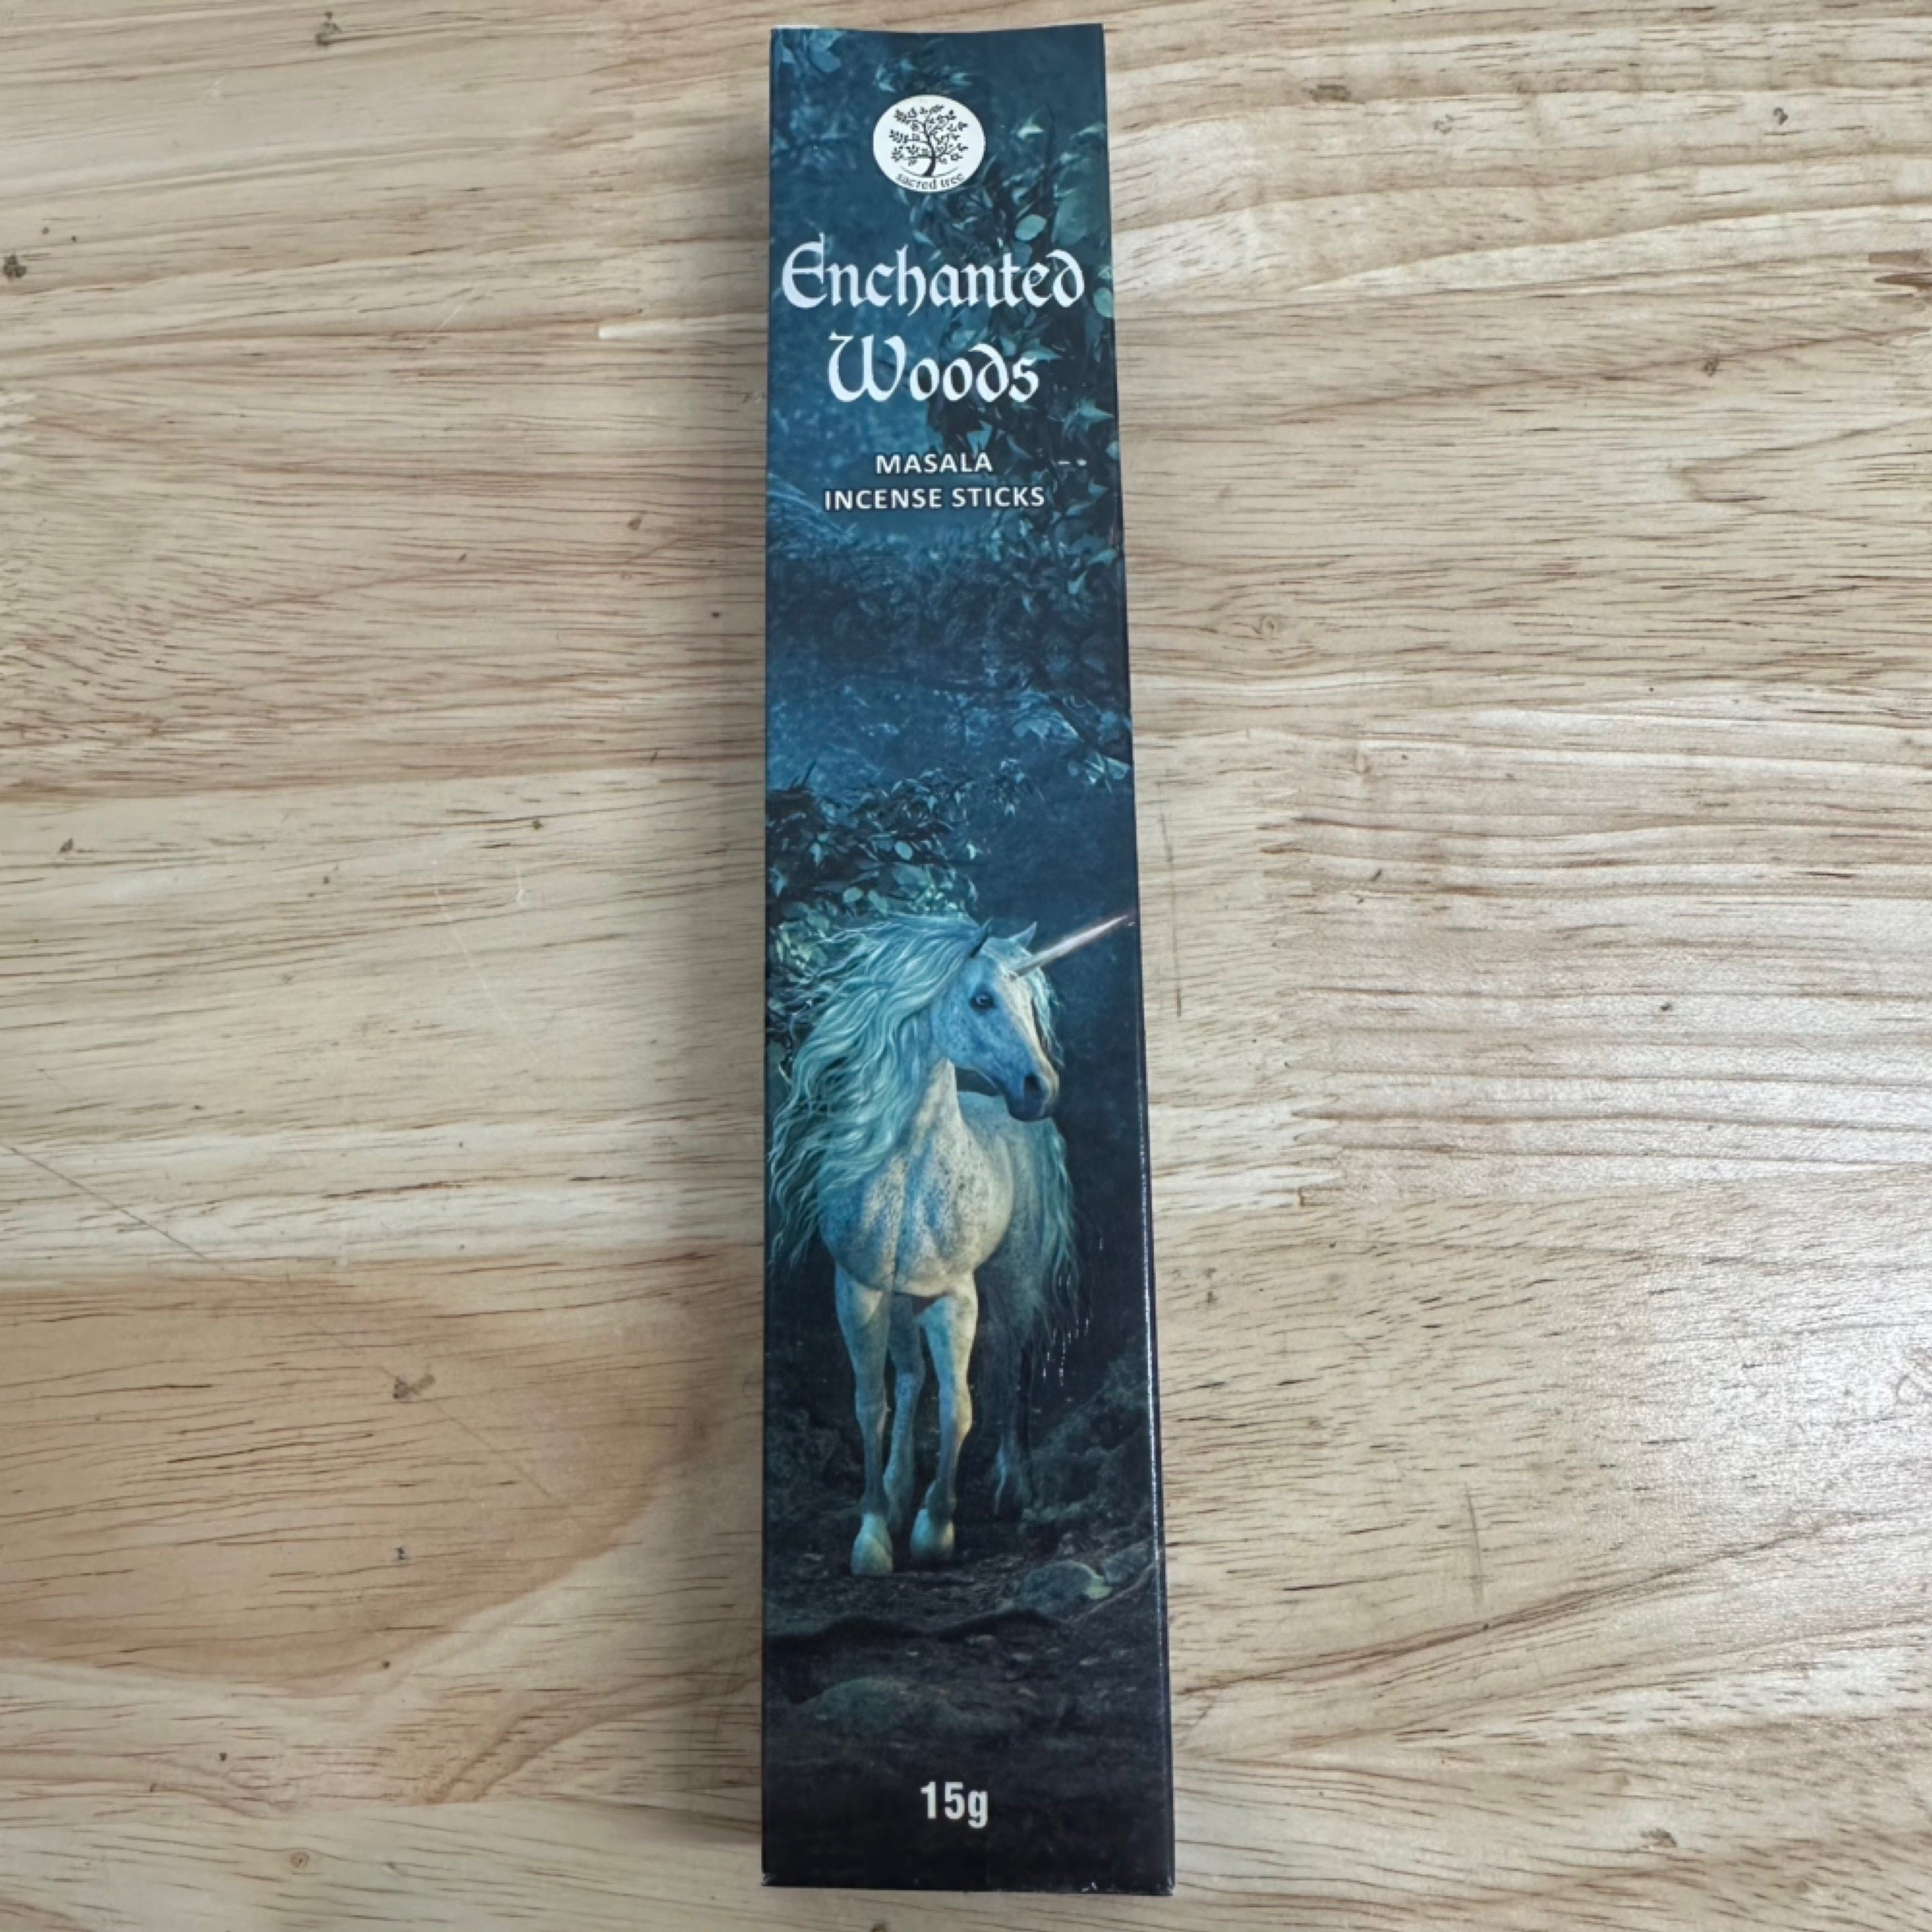 sacred tree
Enchanted
Woods
MASALA
INCENSE STICKS
15g